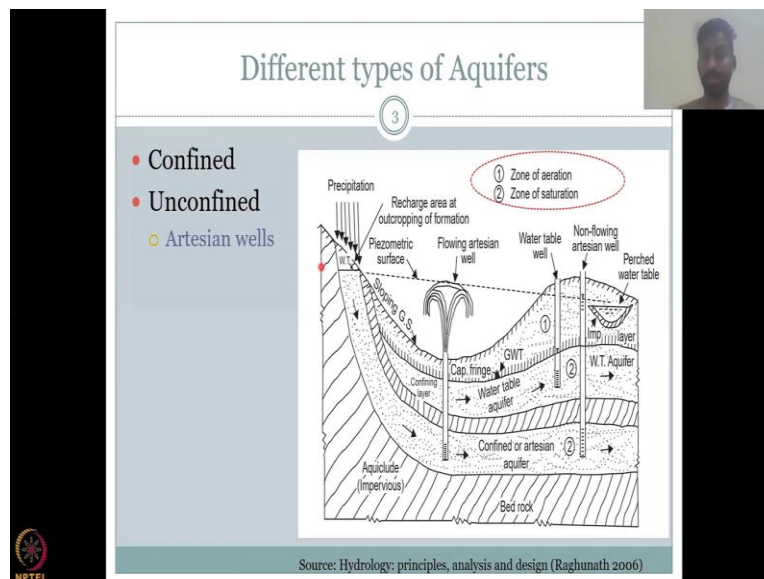 Different types of Aquifers
3
• Confined
• Unconfined
Artesian wells
① Zone of aeration
② Zone of saturation
Precipitation
Recharge area at
outcropping of formation
Piezometric
surface
Flowing artesian
well
Water table
well
Non-flowing
artesian well
Perched
water table
W.T.
Sloping G.S.
①
Imp
layer
GWT
Cap. fringe
Confining
layer
Water table
aquifer
②
W.T. Aquifer
Confined or artesian
aquifer
②
Aquiclude
(Impervious)
Bed rock
Source: Hydrology: principles, analysis and design (Raghunath 2006)
NPTEL